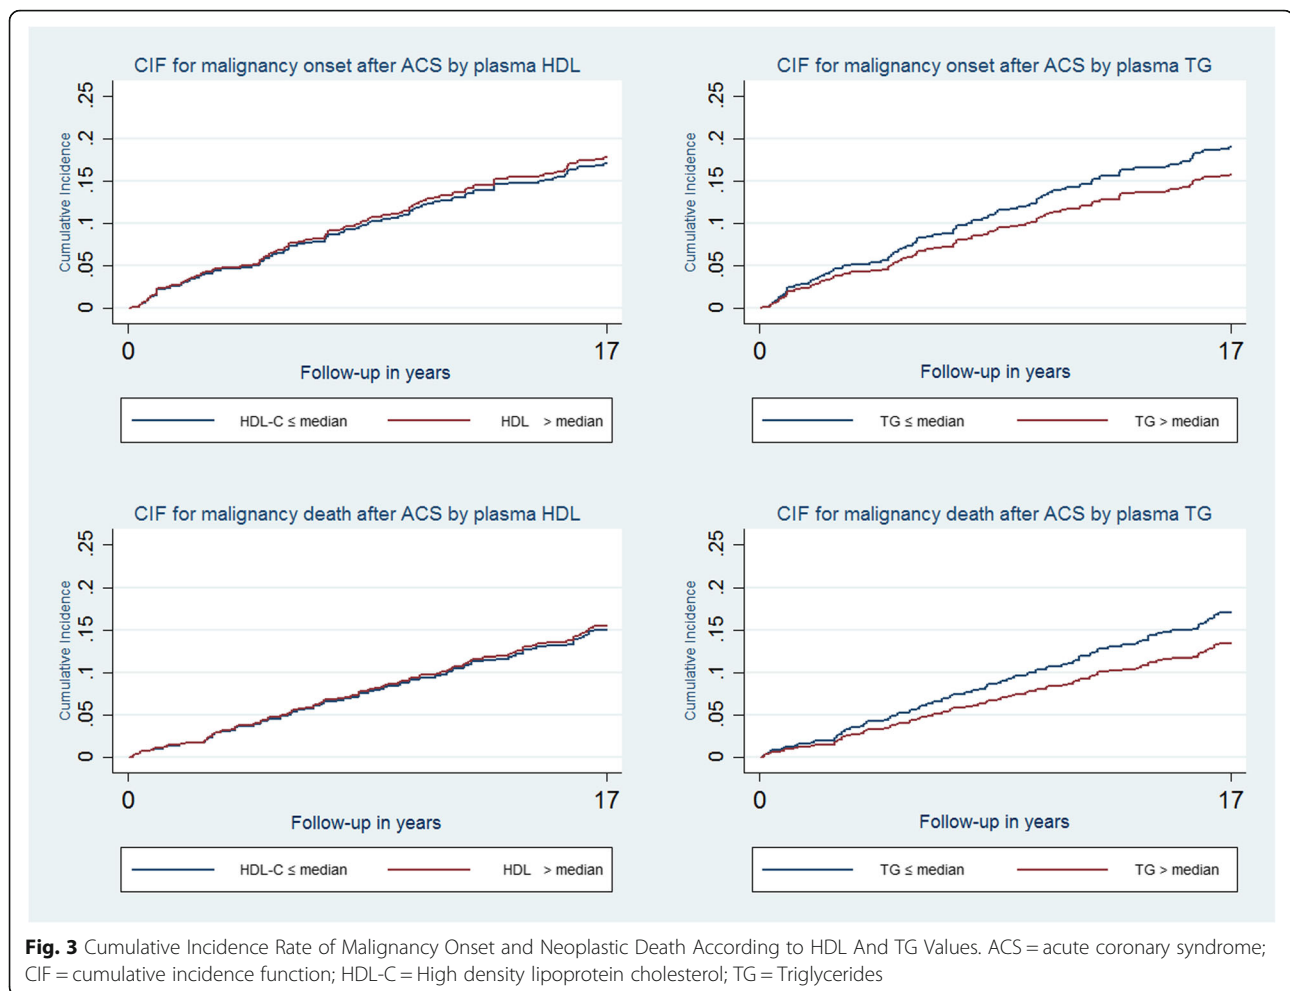 CIF for malignancy onset after ACS by plasma HDL
Cumulative Incidence
.25
.2
.15
.1
.05
0
0 17
Follow-up in years
HDL-C ≤ median HDL > median
CIF for malignancy onset after ACS by plasma TG
Cumulative Incidence
.25
.2
.15
.1
.05
0
0 17
Follow-up in years
TG ≤ median TG > median
CIF for malignancy death after ACS by plasma HDL
Cumulative Incidence
.25
.2
.15
.1
.05
0
0 17
Follow-up in years
HDL-C ≤ median HDL > median
CIF for malignancy death after ACS by plasma TG
Cumulative Incidence
.25
.2
.15
.1
.05
0
0 17
Follow-up in years
TG ≤ median TG > median
Fig. 3 Cumulative Incidence Rate of Malignancy Onset and Neoplastic Death According to HDL And TG Values. ACS = acute coronary syndrome;
CIF = cumulative incidence function; HDL-C = High density lipoprotein cholesterol; TG = Triglycerides